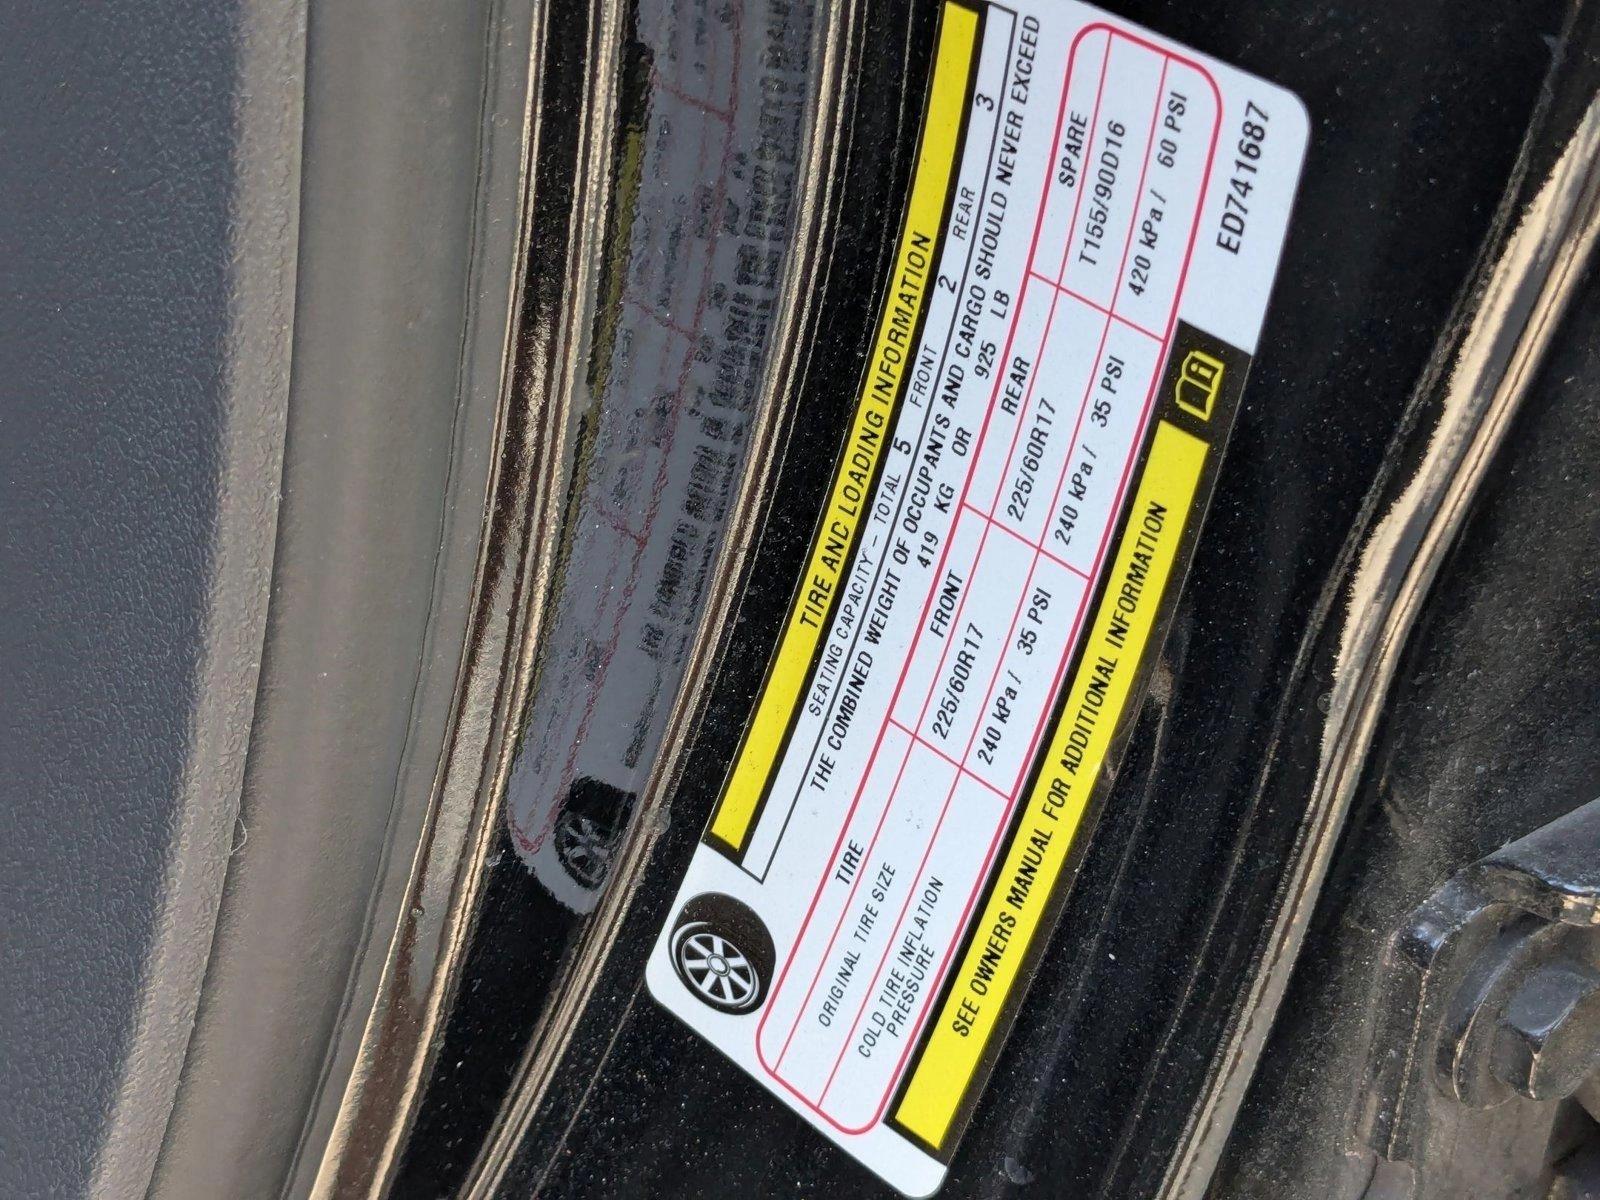 TIRE AND LOADING INFORMATION
SEATING CAPACITY - TOTAL 5 FRONT 2 REAR 3
THE COMBINED WEIGHT OF OCCUPANTS AND CARGO SHOULD NEVER EXCEED
419 KG OR 925 LB
TIRE FRONT REAR SPARE
ORIGINAL TIRE SIZE 225/60R17 225/60R17 T155/90D16
COLD TIRE INFLATION
PRESSURE 240 kPa / 35 PSI 240 kPa / 35 PSI 420 kPa / 60 PSI
SEE OWNERS MANUAL FOR ADDITIONAL INFORMATION
ED741687